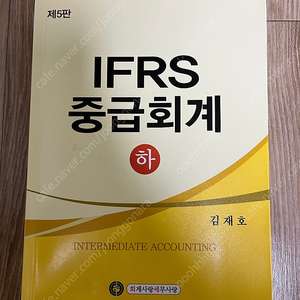 제5판
IFRS
중급회계
하
김재호
INTERMEDIATE ACCOUNTING
회계사랑세무사랑